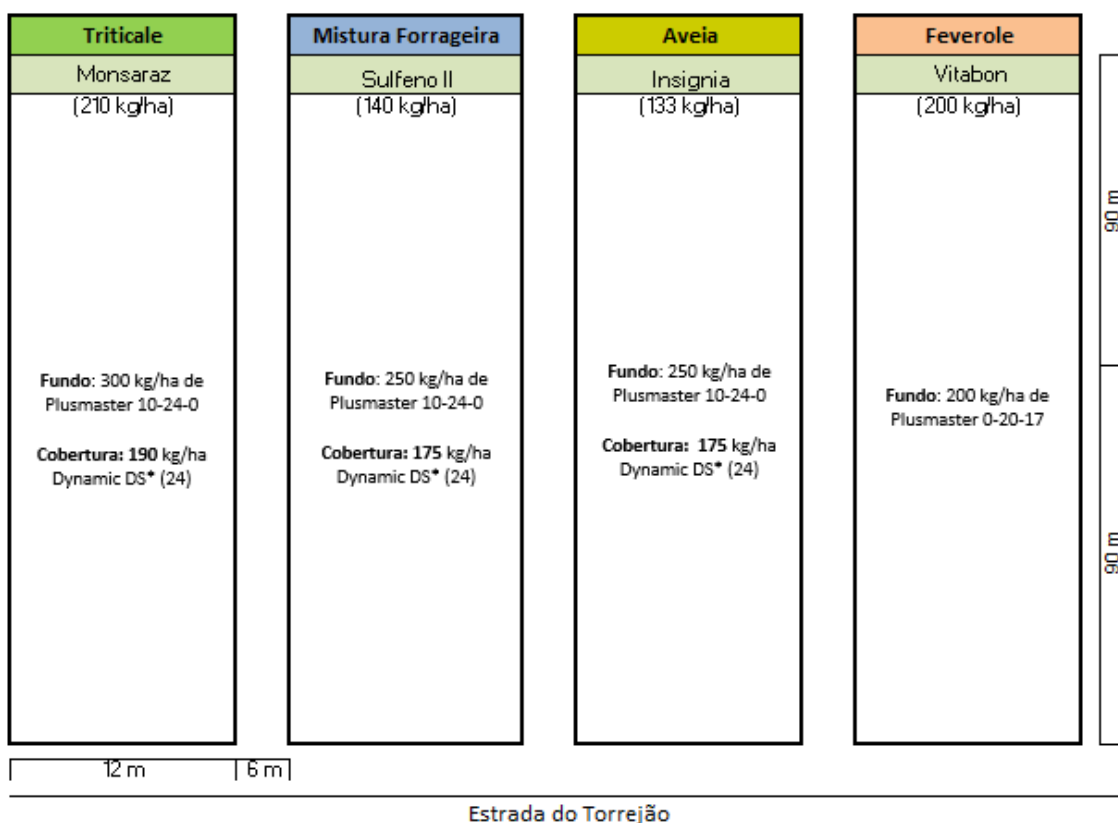 Triticale
Monsaraz
(210 kg/ha)
Fundo: 300 kg/ha de
Plusmaster 10-24-0
Cobertura: 190 kg/ha
Dynamic DS* (24)
Mistura Forrageira
Sulfeno II
(140 kg/ha)
Fundo: 250 kg/ha de
Plusmaster 10-24-0
Cobertura: 175 kg/ha
Dynamic DS* (24)
Aveia
Insignia
(133 kg/ha)
Fundo: 250 kg/ha de
Plusmaster 10-24-0
Cobertura: 175 kg/ha
Dynamic DS* (24)
Feverole
Vitabon
(200 kg/ha)
Fundo: 200 kg/ha de
Plusmaster 0-20-17
90 m
90 m
12 m
6 m
Estrada do Torrejão